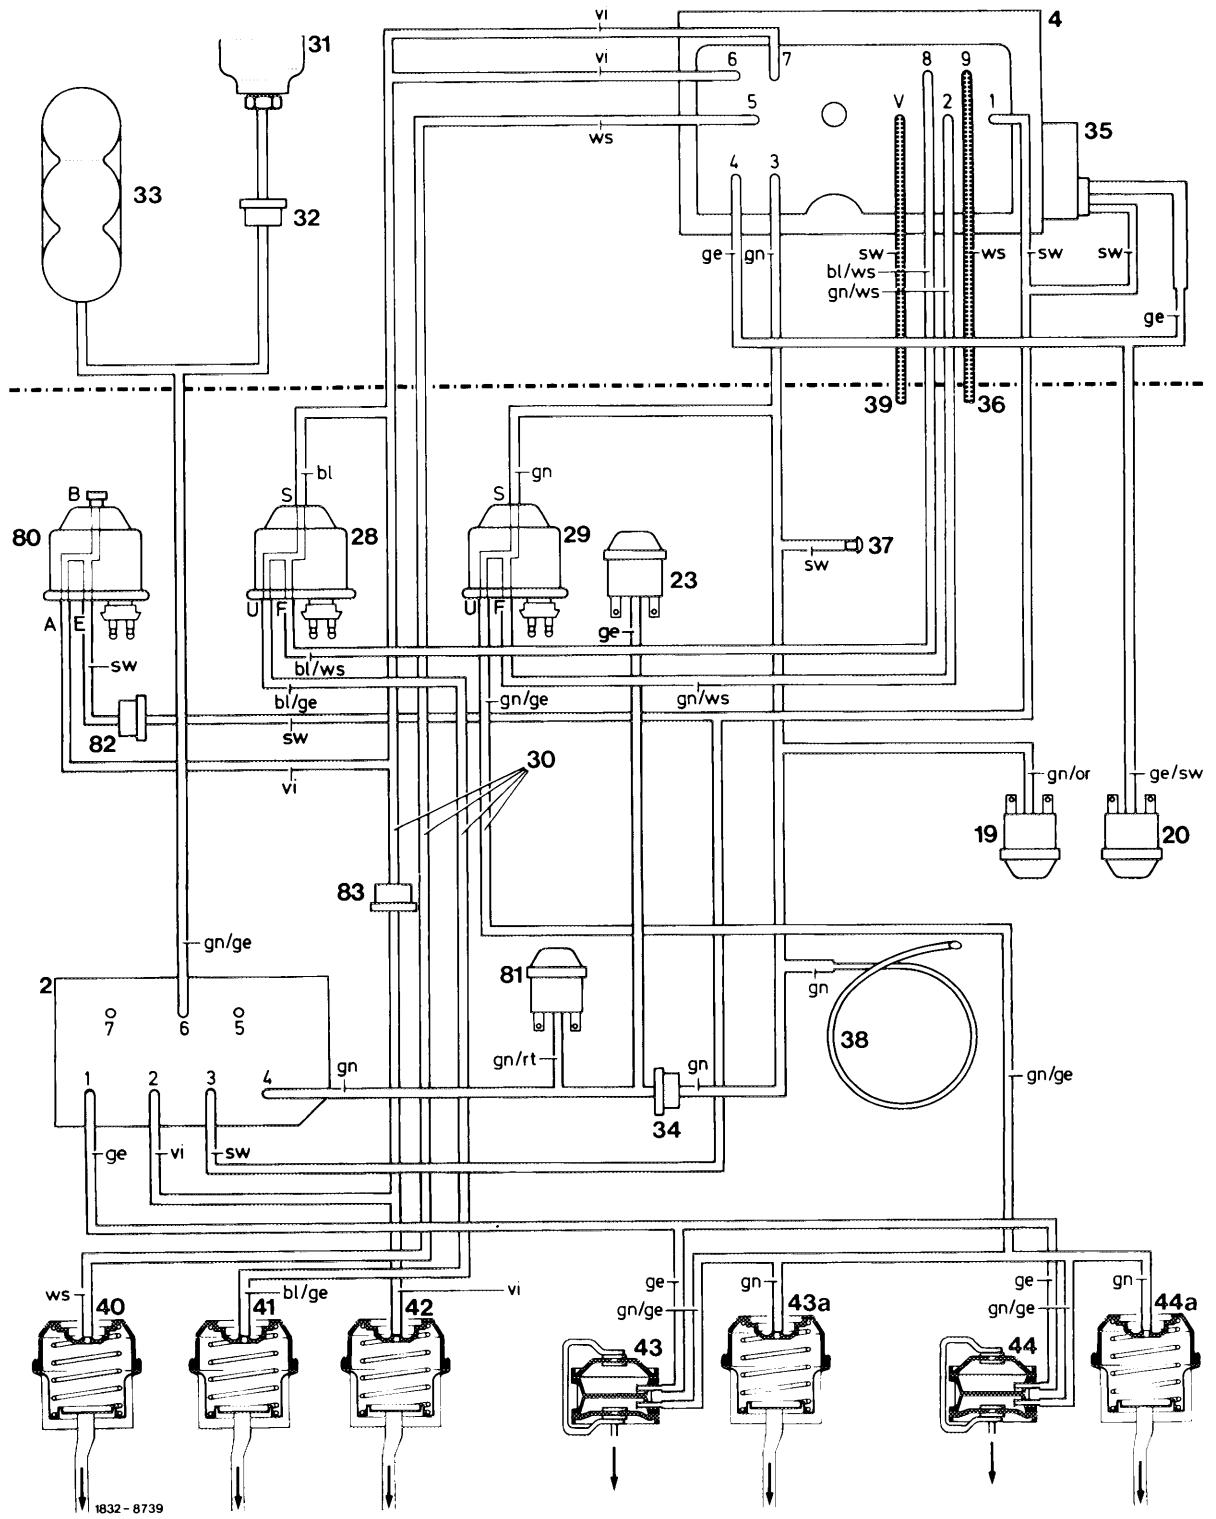 vi
4
31
vi
6
7
8
9
5
V
2
1
ws
35
33
32
4
3
ge
gn
sw
bl/ws
gn/ws
ws
sw
sw
ge
39
36
B
S
bl
S
gn
80
28
29
23
37
sw
A
E
U
F
U
F
ge
sw
bl/ws
bl/ge
gn/ge
gn/ws
82
sw
30
vi
gn/or
ge/sw
19
20
83
gn/ge
81
2
7
6
5
gn
38
gn/rt
1
2
3
4
gn
gn
gn/ge
34
ge
vi
sw
ws
40
bl/ge
41
42
vi
ge
gn/ge
gn
43a
43
ge
gn/ge
gn
44a
44
1832-8739